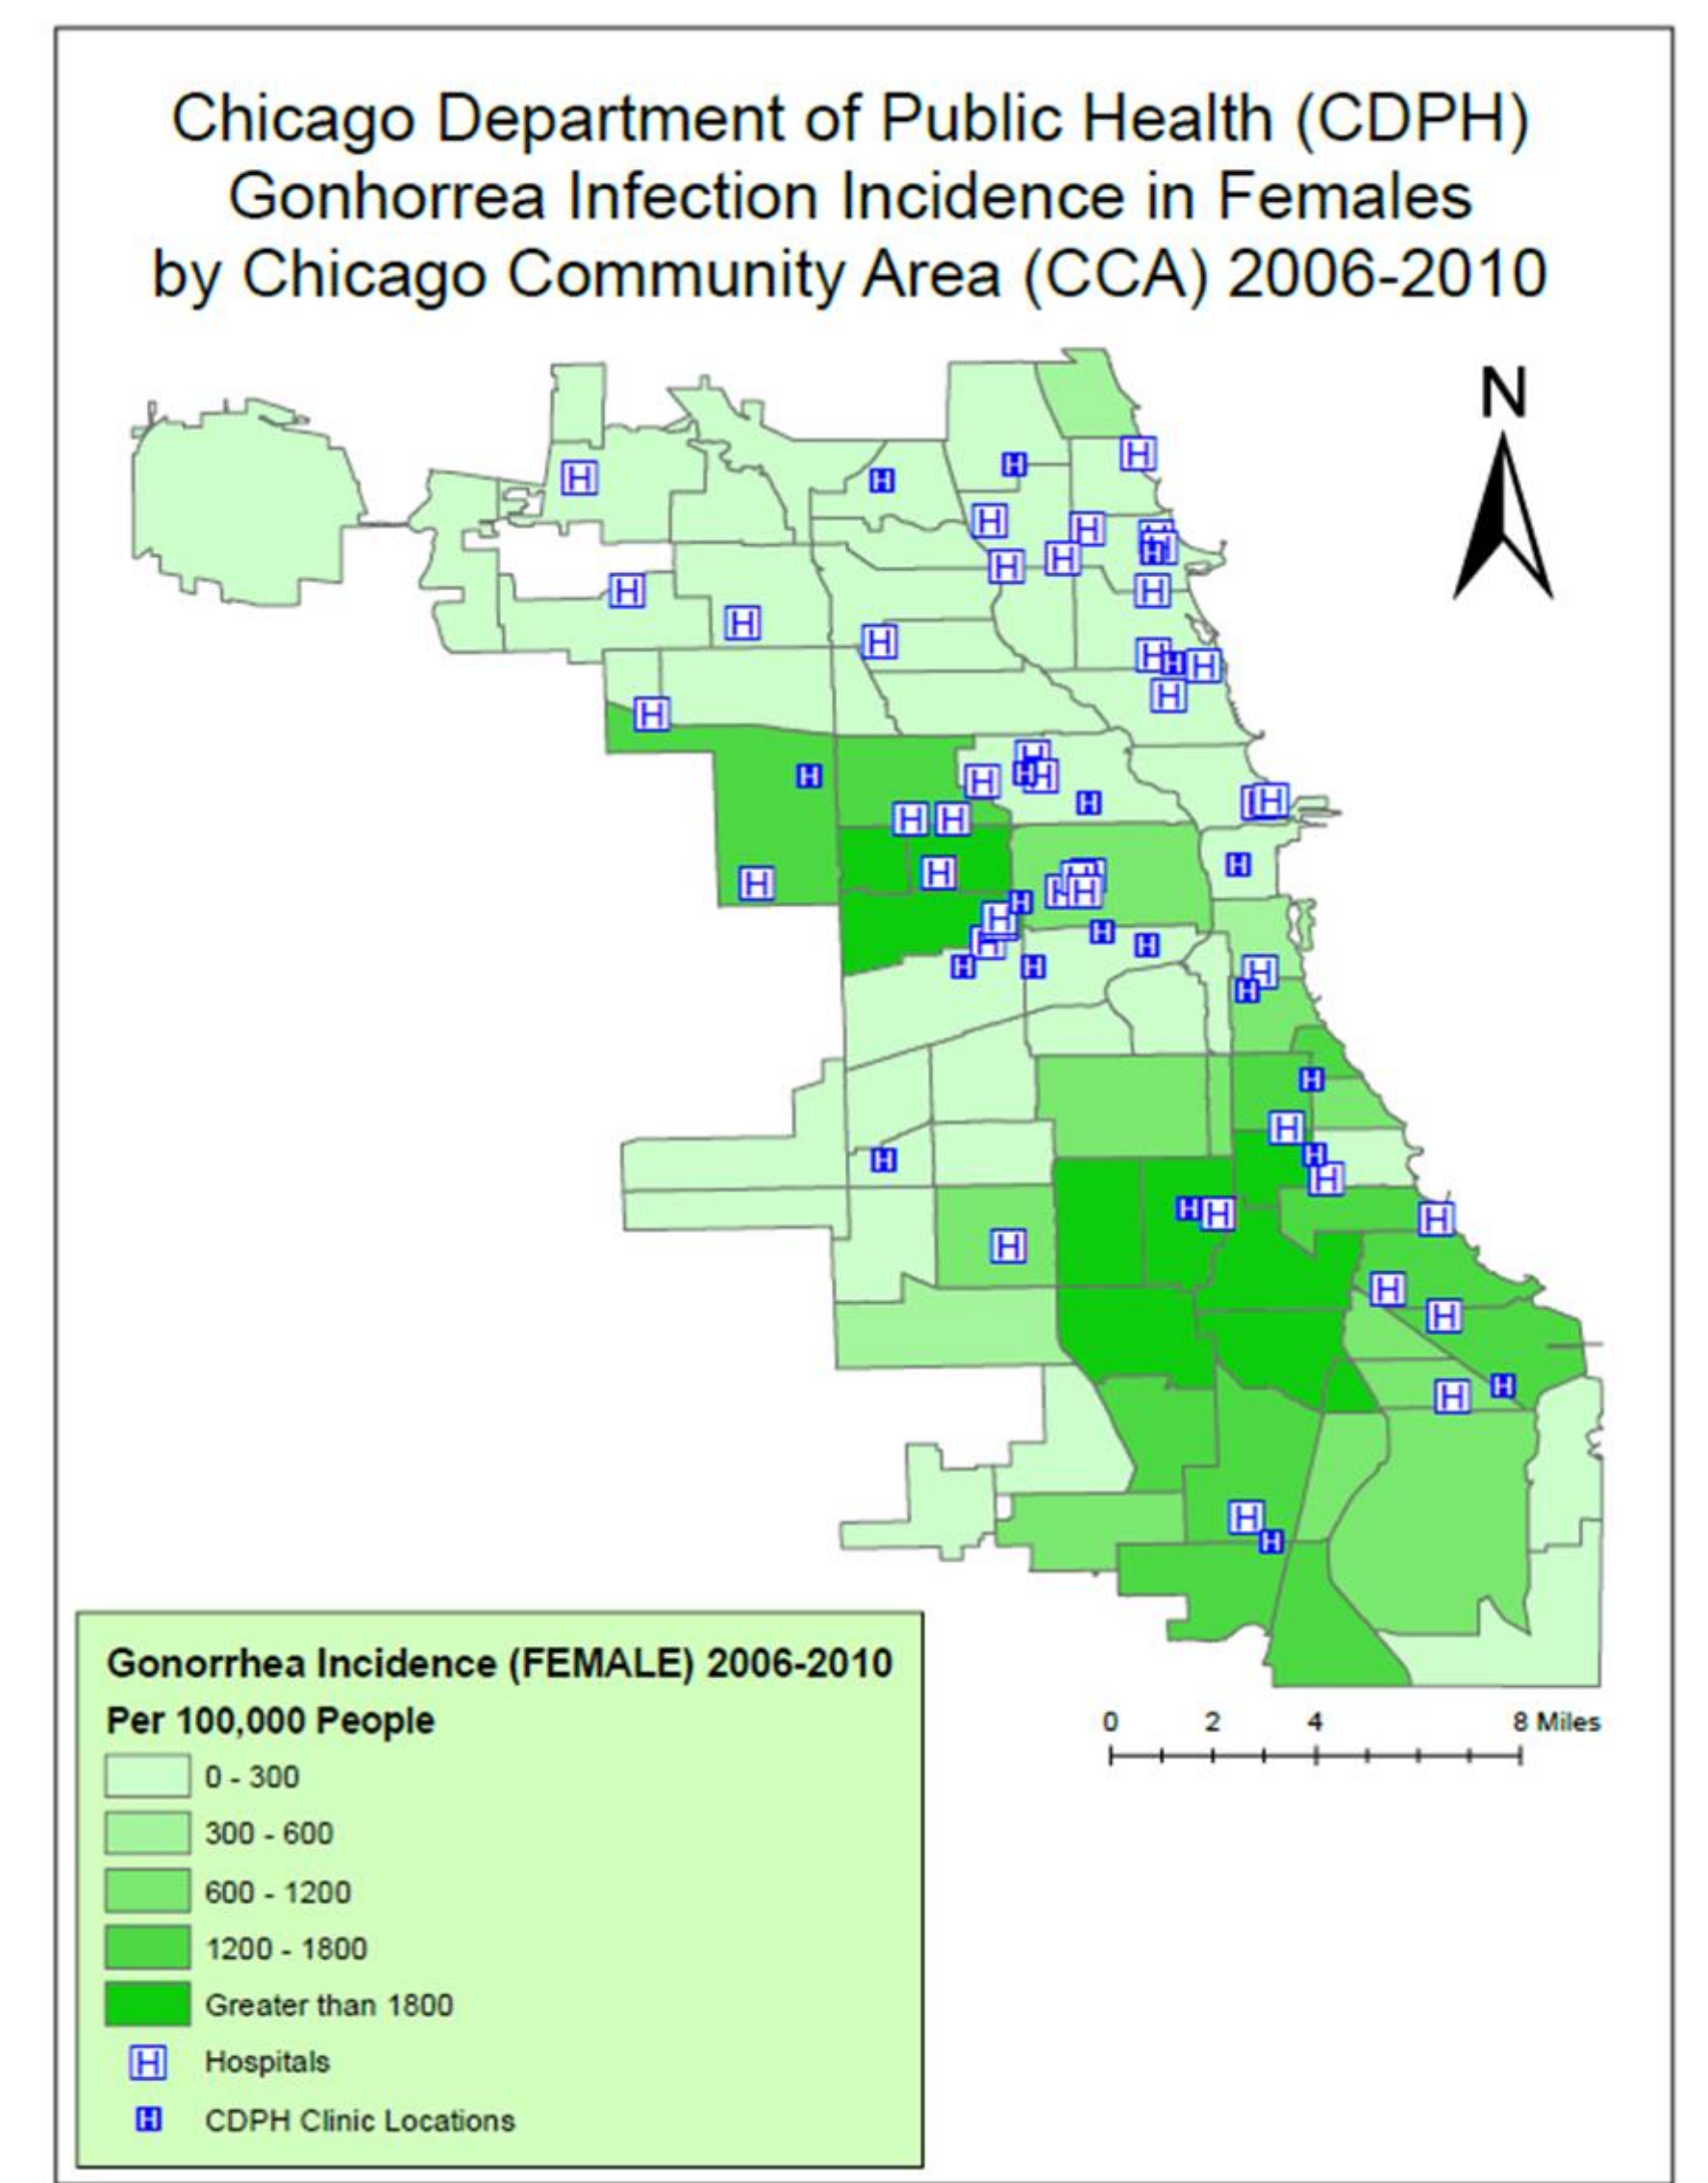 Chicago Department of Public Health (CDPH)
Gonhorrea Infection Incidence in Females
by Chicago Community Area (CCA) 2006-2010
N
Gonorrhea Incidence (FEMALE) 2006-2010
Per 100,000 People
0 - 300
300 - 600
600 - 1200
1200 - 1800
Greater than 1800
H Hospitals
H CDPH Clinic Locations
0 2 4 8 Miles